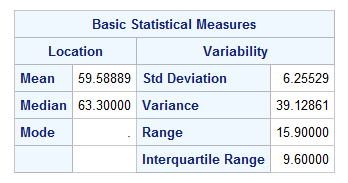 Basic Statistical Measures
Location Variability
Mean 59.58889 Std Deviation 6.25529
Median 63.30000 Variance 39.12861
Mode . Range 15.90000
Interquartile Range 9.60000